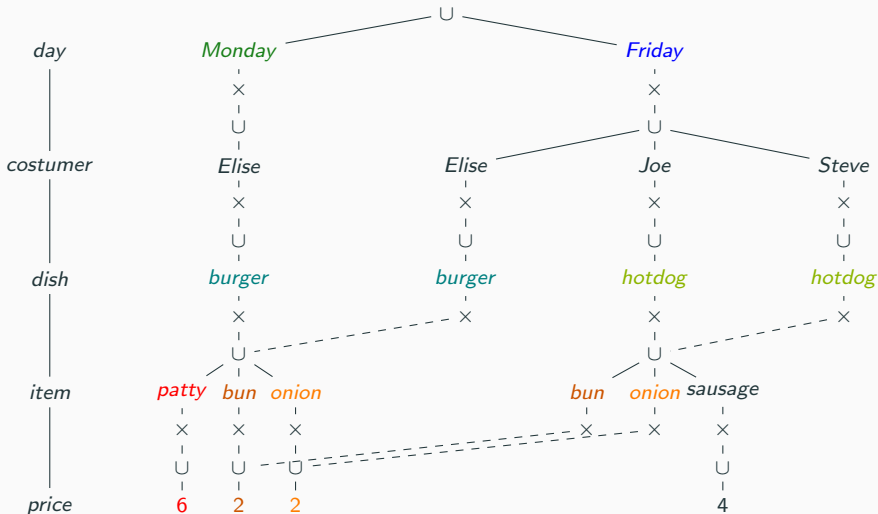 ∪
day Monday Friday
× ×
∪ ∪
costumer Elise Elise Joe Steve
× × × ×
∪ ∪ ∪ ∪
dish burger burger hotdog hotdog
× × × ×
∪ ∪
item patty bun onion bun onion sausage
× × × × × ×
∪ ∪ ∪ ∪
price 6 2 2 4